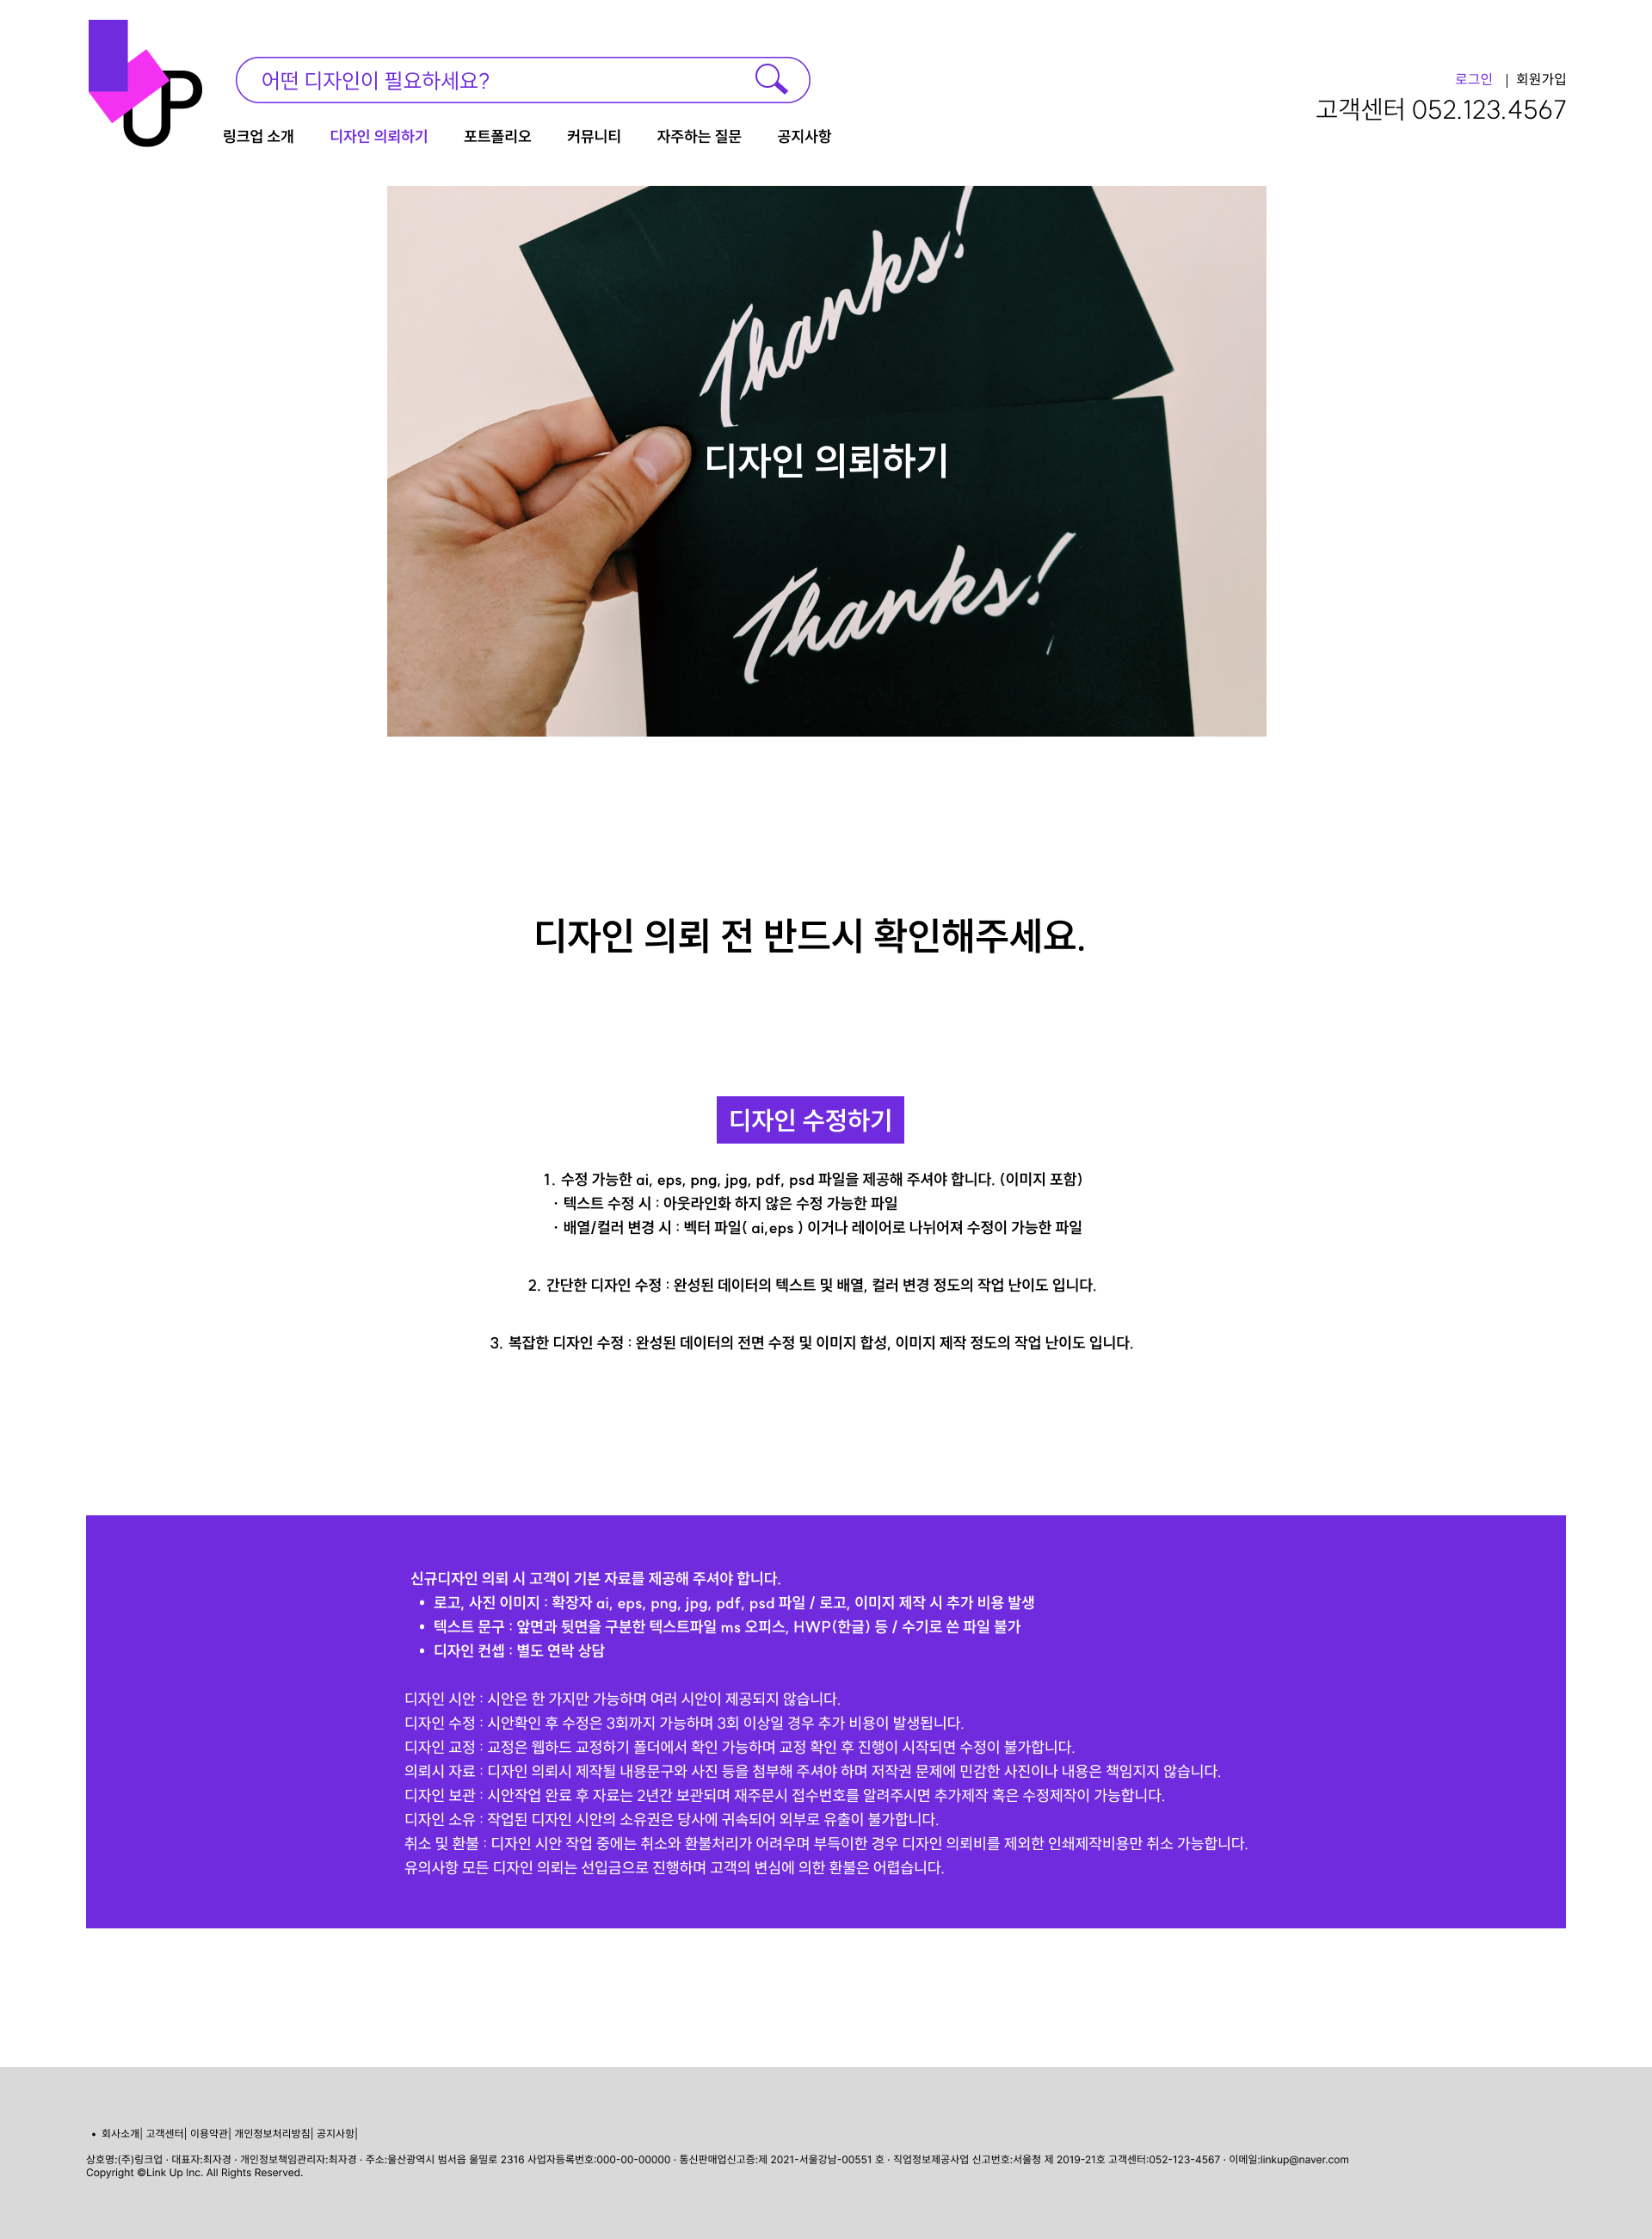 UP
어떤 디자인이 필요하세요?
로그인 | 회원가입
고객센터 052.123.4567
링크업 소개 디자인 의뢰하기 포트폴리오 커뮤니티 자주하는 질문 공지사항
Thanks!
디자인 의뢰하기
Thanks!
디자인 의뢰 전 반드시 확인해주세요.
디자인 수정하기
1. 수정 가능한 ai, eps, png, jpg, pdf, psd 파일을 제공해 주셔야 합니다. (이미지 포함)
· 텍스트 수정 시 : 아웃라인화 하지 않은 수정 가능한 파일
· 배열/컬러 변경 시 : 벡터 파일( ai,eps ) 이거나 레이어로 나뉘어져 수정이 가능한 파일
2. 간단한 디자인 수정 : 완성된 데이터의 텍스트 및 배열, 컬러 변경 정도의 작업 난이도 입니다.
3. 복잡한 디자인 수정 : 완성된 데이터의 전면 수정 및 이미지 합성, 이미지 제작 정도의 작업 난이도 입니다.
신규디자인 의뢰 시 고객이 기본 자료를 제공해 주셔야 합니다.
• 로고, 사진 이미지 : 확장자 ai, eps, png, jpg, pdf, psd 파일 / 로고, 이미지 제작 시 추가 비용 발생
• 텍스트 문구 : 앞면과 뒷면을 구분한 텍스트파일 ms 오피스, HWP(한글) 등 / 수기로 쓴 파일 불가
• 디자인 컨셉 : 별도 연락 상담
디자인 시안 : 시안은 한 가지만 가능하며 여러 시안이 제공되지 않습니다.
디자인 수정 : 시안확인 후 수정은 3회까지 가능하며 3회 이상일 경우 추가 비용이 발생됩니다.
디자인 교정 : 교정은 웹하드 교정하기 폴더에서 확인 가능하며 교정 확인 후 진행이 시작되면 수정이 불가합니다.
의뢰시 자료 : 디자인 의뢰시 제작될 내용문구와 사진 등을 첨부해 주셔야 하며 저작권 문제에 민감한 사진이나 내용은 책임지지 않습니다.
디자인 보관 : 시안작업 완료 후 자료는 2년간 보관되며 재주문시 접수번호를 알려주시면 추가제작 혹은 수정제작이 가능합니다.
디자인 소유 : 작업된 디자인 시안의 소유권은 당사에 귀속되어 외부로 유출이 불가합니다.
취소 및 환불 : 디자인 시안 작업 중에는 취소와 환불처리가 어려우며 부득이한 경우 디자인 의뢰비를 제외한 인쇄제작비용만 취소 가능합니다.
유의사항 모든 디자인 의뢰는 선입금으로 진행하며 고객의 변심에 의한 환불은 어렵습니다.
• 회사소개| 고객센터| 이용약관| 개인정보처리방침| 공지사항|
상호명:(주)링크업 · 대표자:최자경 · 개인정보책임관리자:최자경 · 주소:울산광역시 범서읍 울밀로 2316 사업자등록번호:000-00-00000 · 통신판매업신고증:제 2021-서울강남-00551 호 · 직업정보제공사업 신고번호:서울청 제 2019-21호 고객센터:052-123-4567 · 이메일:linkup@naver.com
Copyright ©Link Up Inc. All Rights Reserved.